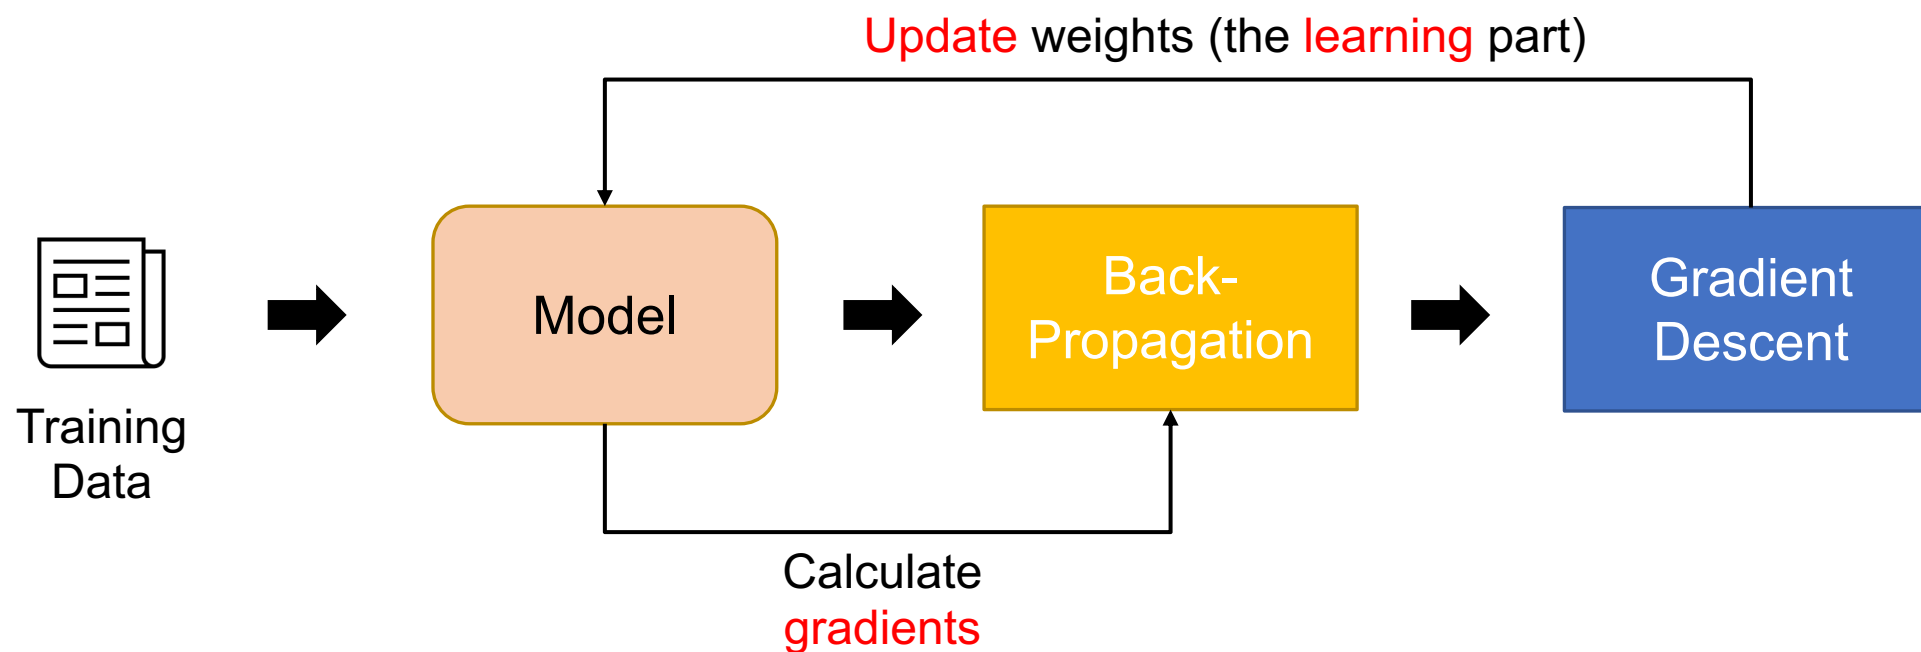 Update weights (the learning part)
Training
Data
Model
Back-
Propagation
Gradient
Descent
Calculate
gradients